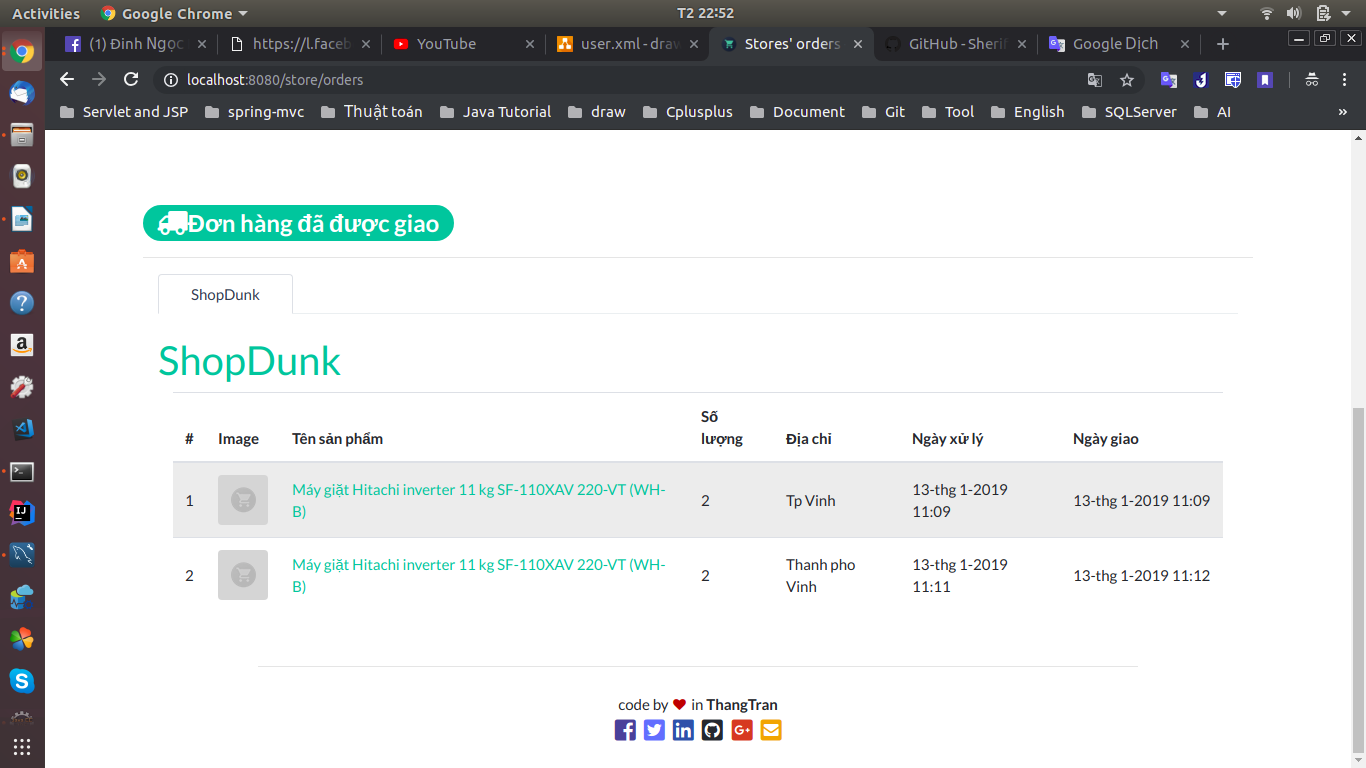 Activities Google Chrome T2 22:52
(1) Đinh Ngọc https://l.faceb YouTube user.xml - draw Stores' orders GitHub - Sherif Google Dịch
localhost:8080/store/orders
Servlet and JSP spring-mvc Thuật toán Java Tutorial draw Cplusplus Document Git Tool English SQLServer AI »
Đơn hàng đã được giao
ShopDunk
ShopDunk
# Image Tên sản phẩm Số lượng Địa chỉ Ngày xử lý Ngày giao
1 Máy giặt Hitachi inverter 11 kg SF-110XAV 220-VT (WH-
B) 2 Tp Vinh 13-thg 1-2019
11:09 13-thg 1-2019 11:09
2 Máy giặt Hitachi inverter 11 kg SF-110XAV 220-VT (WH-
B) 2 Thanh pho
Vinh 13-thg 1-2019
11:11 13-thg 1-2019 11:12
code by ❤ in ThangTran